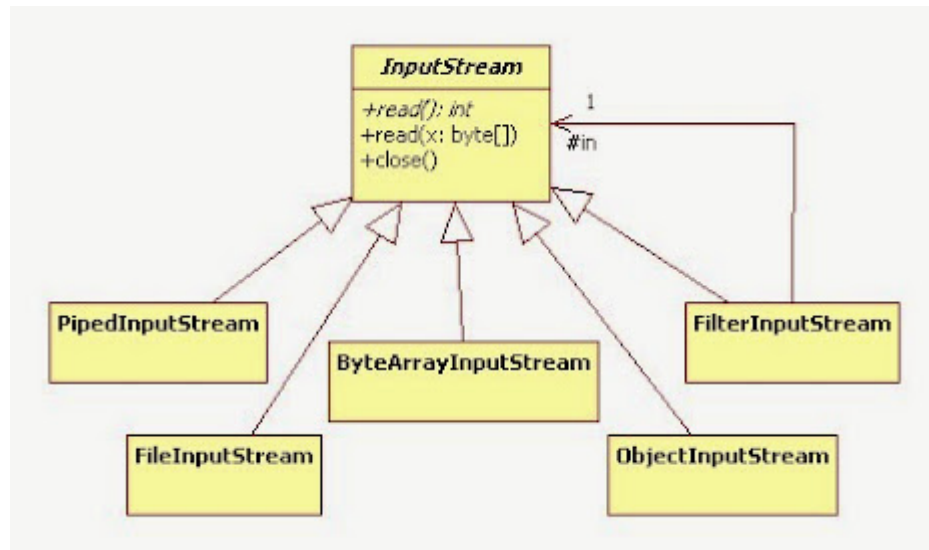 InputStream
+read(): int
+read(x: byte[])
+close()
1
#in
PipedInputStream
FilterInputStream
ByteArrayInputStream
FileInputStream
ObjectInputStream